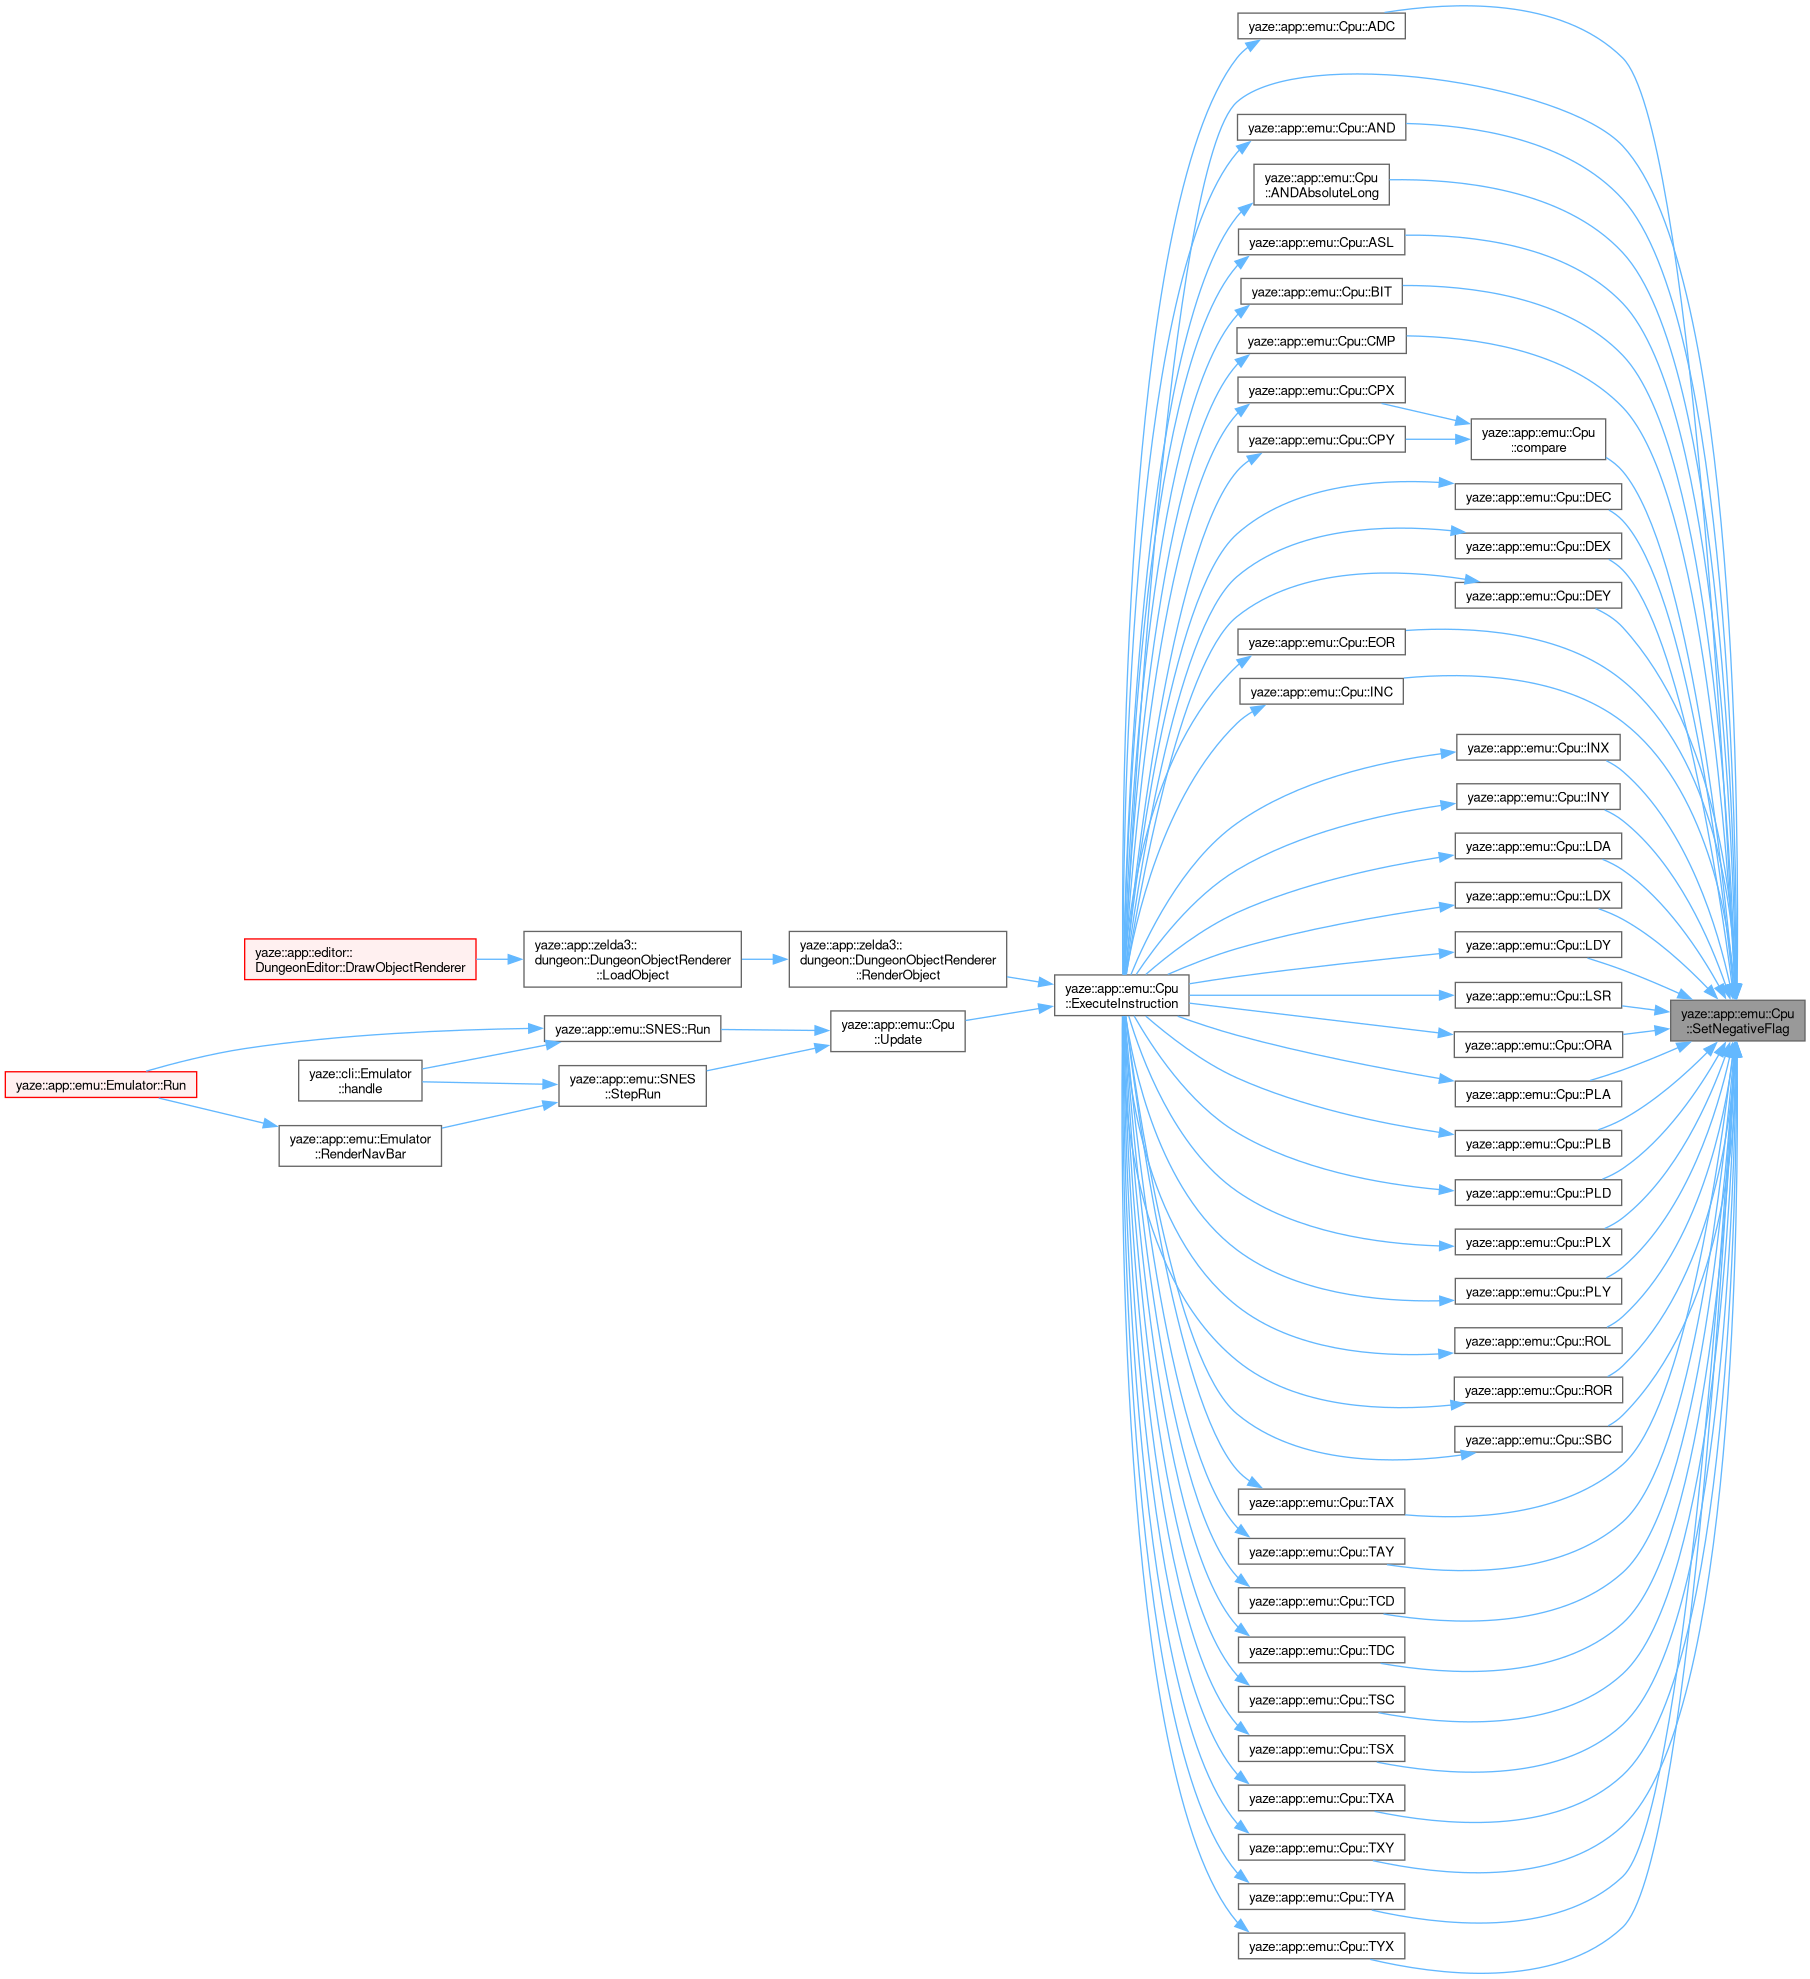 yaze::app::emu::Cpu::ADC
yaze::app::emu::Cpu::AND
yaze::app::emu::Cpu
::ANDAbsoluteLong
yaze::app::emu::Cpu::ASL
yaze::app::emu::Cpu::BIT
yaze::app::emu::Cpu::CMP
yaze::app::emu::Cpu::CPX
yaze::app::emu::Cpu::CPY
yaze::app::emu::Cpu
::compare
yaze::app::emu::Cpu::DEC
yaze::app::emu::Cpu::DEX
yaze::app::emu::Cpu::DEY
yaze::app::emu::Cpu::EOR
yaze::app::emu::Cpu::INC
yaze::app::emu::Cpu::INX
yaze::app::emu::Cpu::INY
yaze::app::emu::Cpu::LDA
yaze::app::emu::Cpu::LDX
yaze::app::emu::Cpu::LDY
yaze::app::editor::
DungeonEditor::DrawObjectRenderer
yaze::app::zelda3::
dungeon::DungeonObjectRenderer
::LoadObject
yaze::app::zelda3::
dungeon::DungeonObjectRenderer
::RenderObject
yaze::app::emu::Cpu
::ExecuteInstruction
yaze::app::emu::Cpu::LSR
yaze::app::emu::Cpu
::SetNegativeFlag
yaze::app::emu::SNES::Run
yaze::app::emu::Cpu
::Update
yaze::app::emu::Cpu::ORA
yaze::app::emu::Emulator::Run
yaze::cli::Emulator
::handle
yaze::app::emu::SNES
::StepRun
yaze::app::emu::Cpu::PLA
yaze::app::emu::Emulator
::RenderNavBar
yaze::app::emu::Cpu::PLB
yaze::app::emu::Cpu::PLD
yaze::app::emu::Cpu::PLX
yaze::app::emu::Cpu::PLY
yaze::app::emu::Cpu::ROL
yaze::app::emu::Cpu::ROR
yaze::app::emu::Cpu::SBC
yaze::app::emu::Cpu::TAX
yaze::app::emu::Cpu::TAY
yaze::app::emu::Cpu::TCD
yaze::app::emu::Cpu::TDC
yaze::app::emu::Cpu::TSC
yaze::app::emu::Cpu::TSX
yaze::app::emu::Cpu::TXA
yaze::app::emu::Cpu::TXY
yaze::app::emu::Cpu::TYA
yaze::app::emu::Cpu::TYX